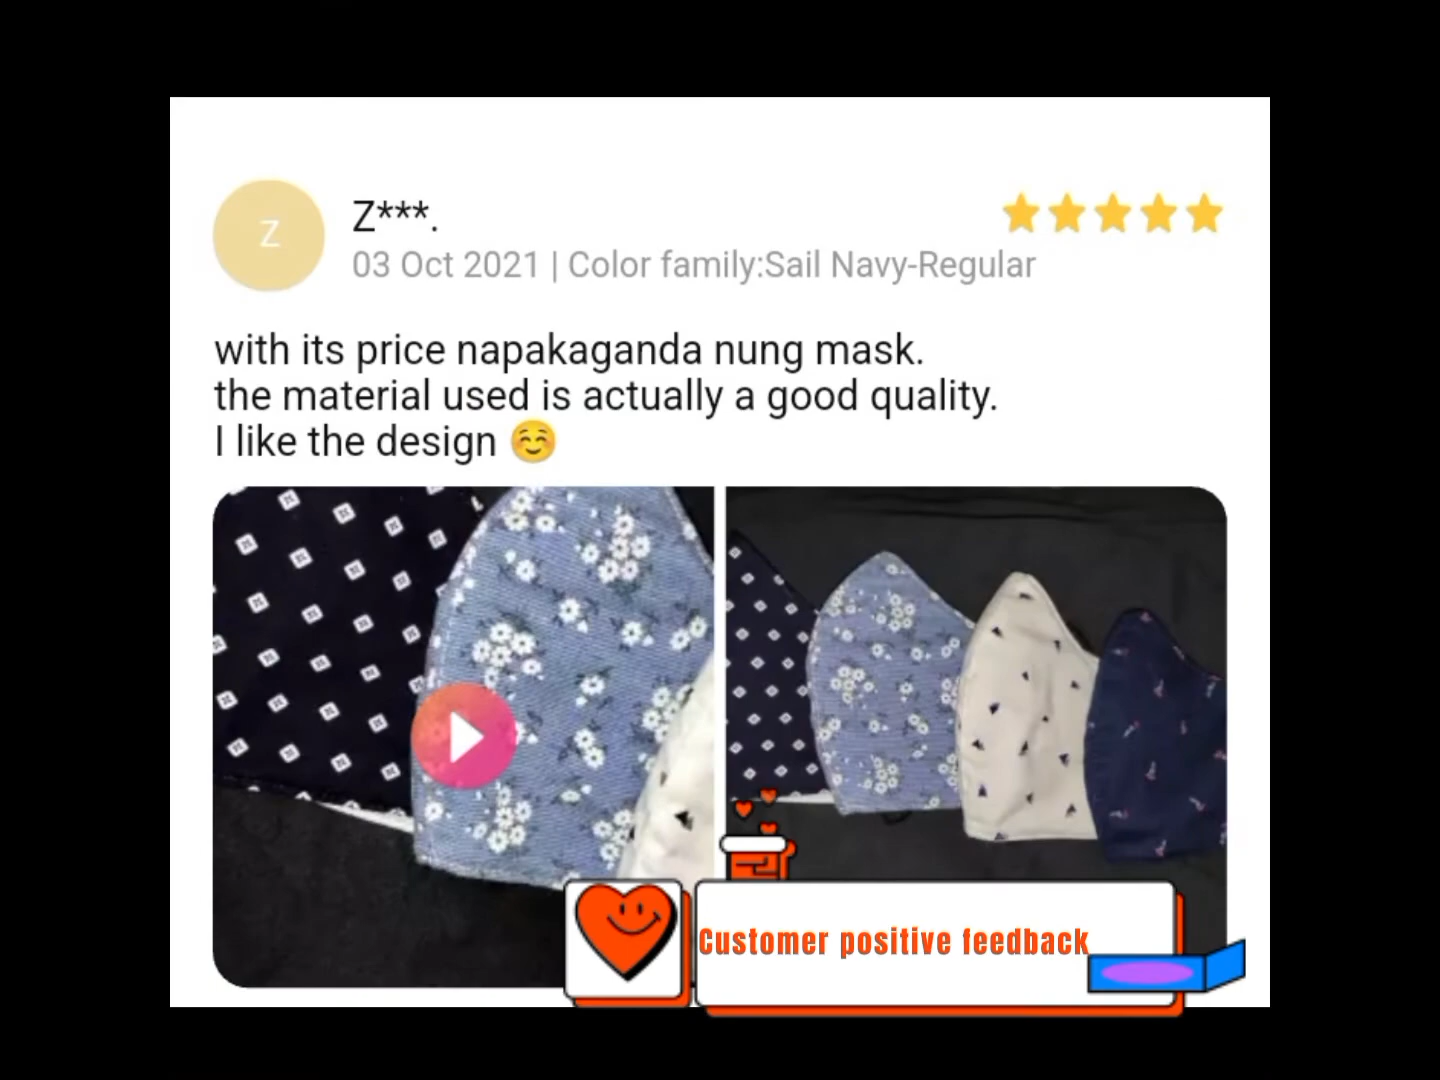 Z
Z***.
03 Oct 2021 | Color family:Sail Navy-Regular
with its price napakaganda nung mask.
the material used is actually a good quality.
I like the design ☺️
Customer positive feedback